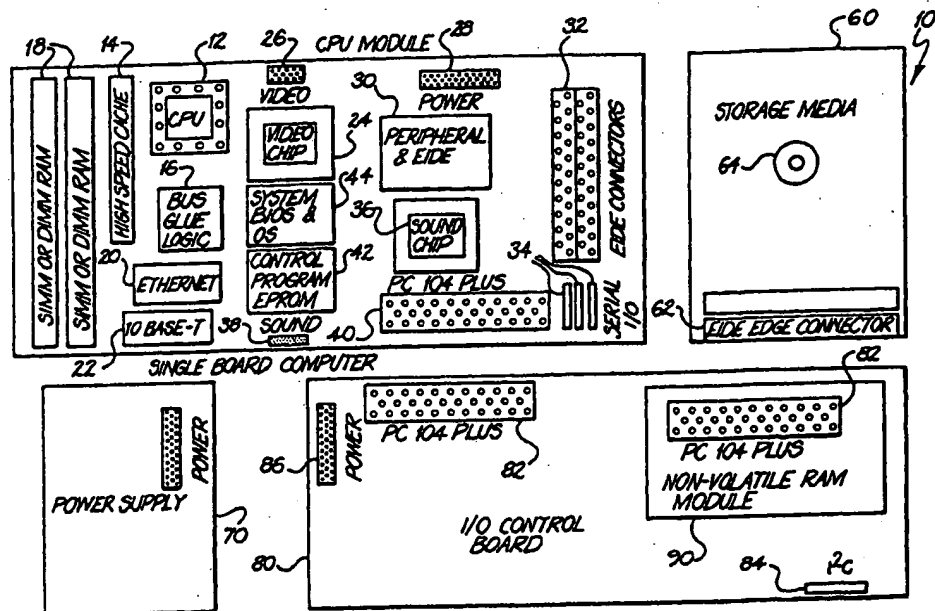 18
14
12
26
CPU MODULE
28
32
60
10
SIMM OR DIMM RAM
SIMM OR DIMM RAM
HIGH SPEED CACHE
CPU
VIDEO
POWER
30
VIDEO
CHIP
24
PERIPHERAL
& EIDE
EIDE CONNECTORS
STORAGE MEDIA
64
16
BUS
GLUE
LOGIC
44
SYSTEM
BIOS &
OS
36
SOUND
CHIP
20
ETHERNET
CONTROL
PROGRAM
EPROM
42
PC 104 PLUS
34
SERIAL
I/O
22
10 BASE-T
SOUND
38
40
62
EIDE EDGE CONNECTOR
SINGLE BOARD COMPUTER
82
POWER
POWER SUPPLY
70
86
POWER
PC 104 PLUS
82
PC 104 PLUS
NON-VOLATILE RAM
MODULE
I/O CONTROL
BOARD
80
90
84
I²C